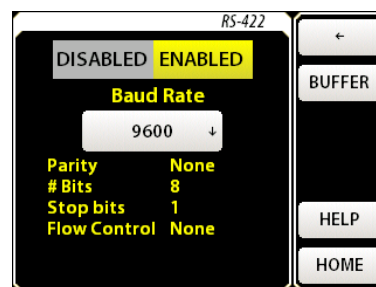 RS-422
←
DISABLED ENABLED
BUFFER
Baud Rate
9600 ↓
Parity None
# Bits 8
Stop bits 1
Flow Control None
HELP
HOME